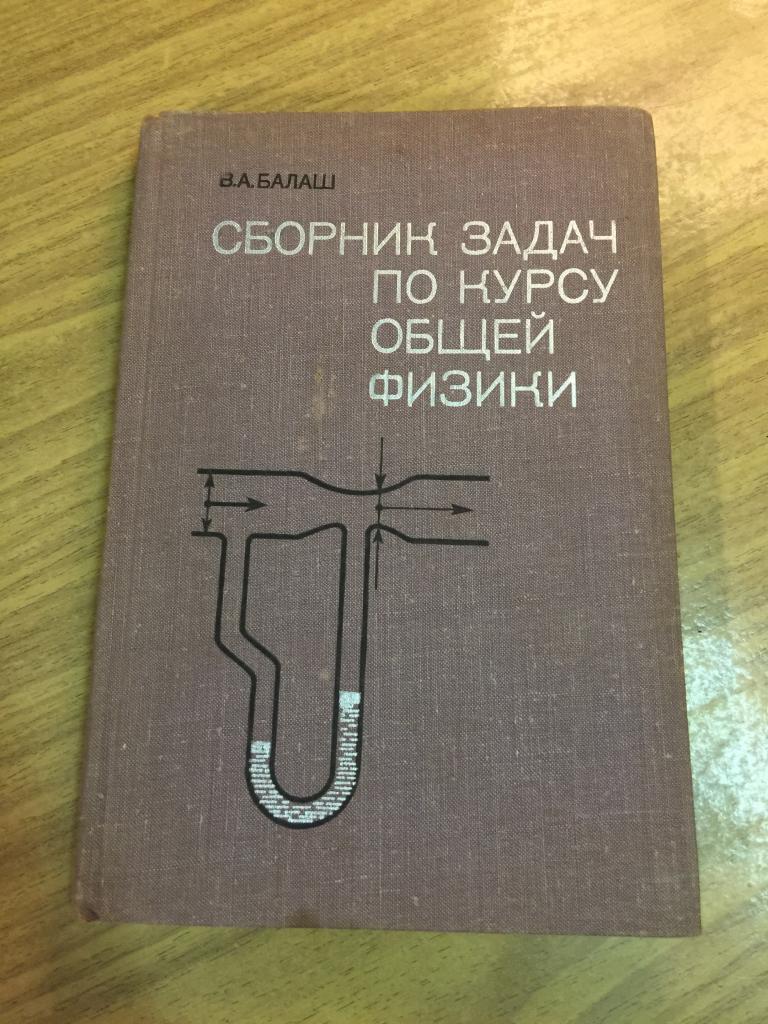 В.А.БАЛАШ
СБОРНИК ЗАДАЧ
ПО КУРСУ
ОБЩЕЙ
ФИЗИКИ